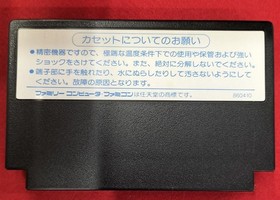 カセットについてのお願い
●精密機器ですので、極端な温度条件下での使用や保管および強い
ショックをさけてください。また、絶対に分解しないでください。
●端子部に手を触れたり、水にぬらしたりして汚さないようにして
ください。故障の原因となります。
ファミリー コンピュータ・ファミコンは任天堂の商標です。